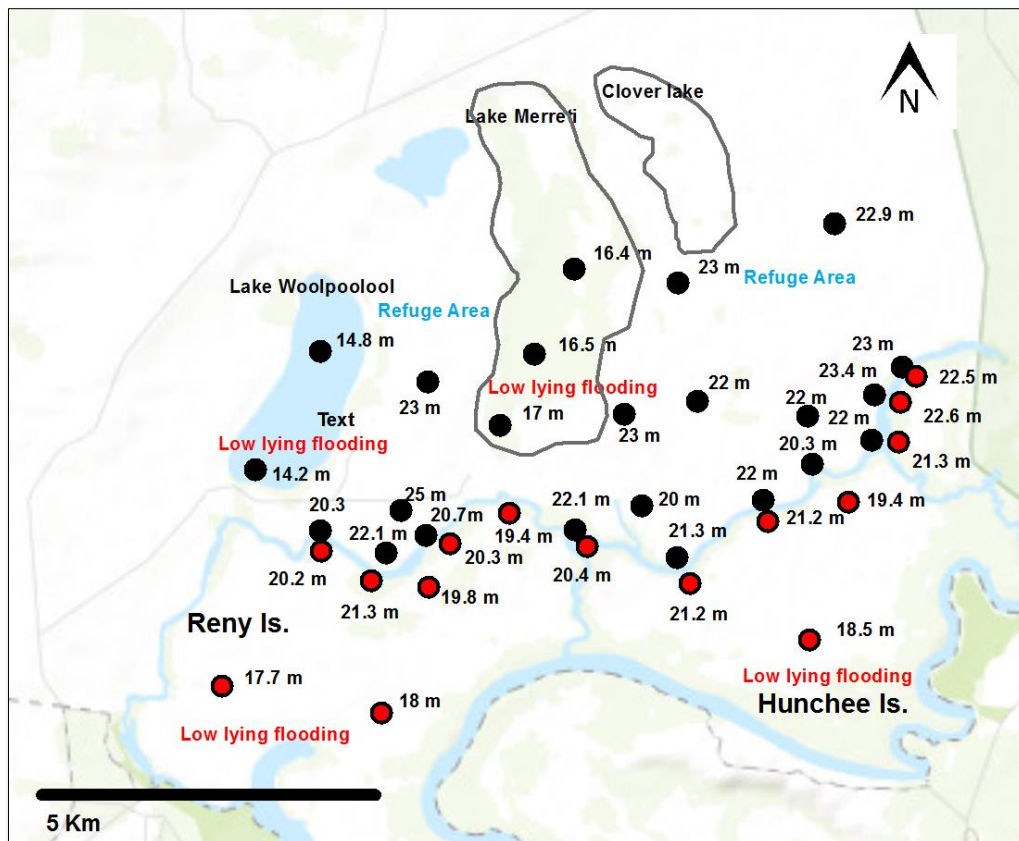 N
Clover lake
Lake Merreti
22.9 m
16.4 m
23 m
Refuge Area
Lake Woolpoolool
Refuge Area
14.8 m
16.5 m
23 m
22.5 m
23.4 m
23 m
Low lying flooding
22 m
22 m
22.6 m
Text
17 m
23 m
22 m
Low lying flooding
21.3 m
20.3 m
14.2 m
22 m
25 m
20.3
20.7m
22.1 m
20 m
19.4 m
22.1 m
19.4 m
21.3 m
21.2 m
20.3 m
20.4 m
20.2 m
21.3 m
19.8 m
21.2 m
Reny Is.
18.5 m
17.7 m
Low lying flooding
18 m
Hunchee Is.
Low lying flooding
5 Km